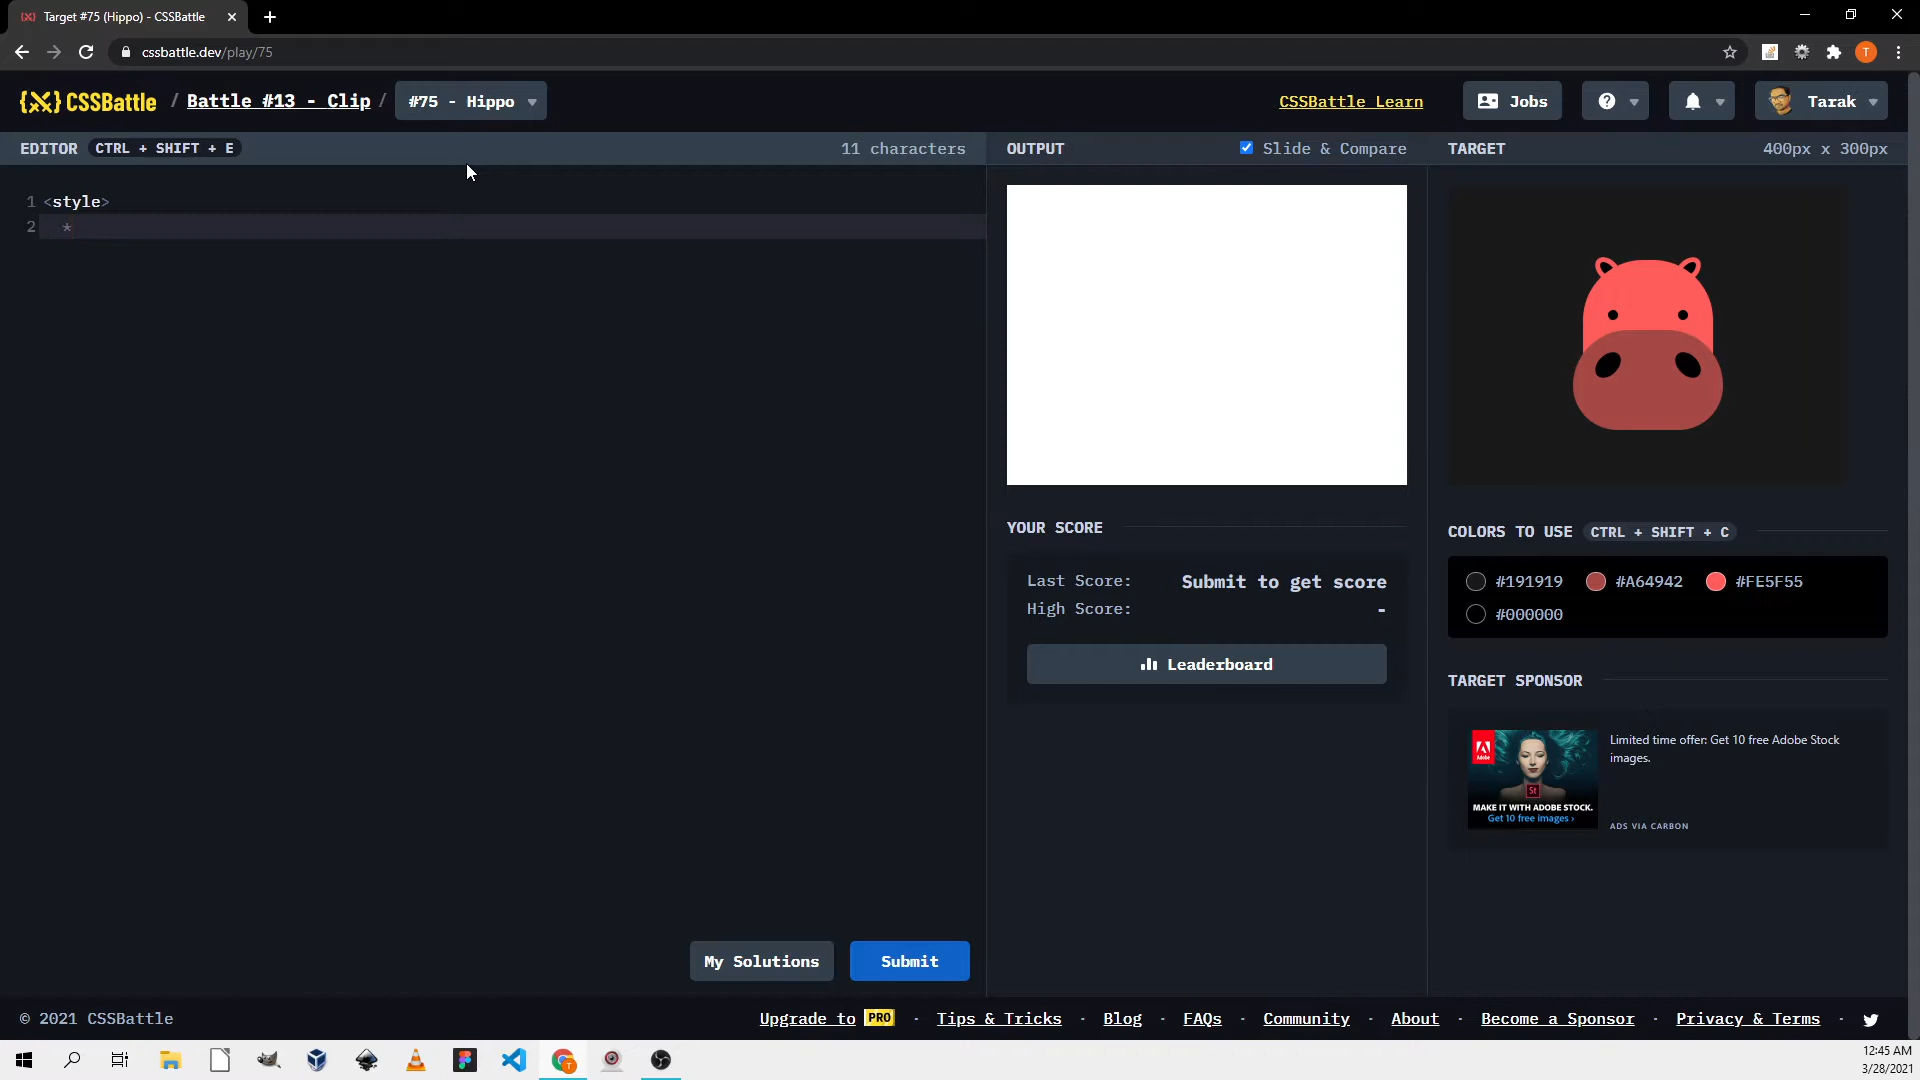 Target #75 (Hippo) - CSSBattle
cssbattle.dev/play/75
T
{X} CSSBattle / Battle #13 - Clip / #75 - Hippo
CSSBattle Learn
Jobs
Tarak
EDITOR CTRL + SHIFT + E
11 characters
OUTPUT
Slide & Compare
TARGET
400px x 300px
1 <style>
2 *
YOUR SCORE
Last Score: Submit to get score
High Score: -
Leaderboard
COLORS TO USE CTRL + SHIFT + C
#191919 #A64942 #FE5F55
#000000
TARGET SPONSOR
Adobe
St
MAKE IT WITH ADOBE STOCK.
Get 10 free images ›
Limited time offer: Get 10 free Adobe Stock
images.
ADS VIA CARBON
My Solutions
Submit
© 2021 CSSBattle
Upgrade to PRO · Tips & Tricks · Blog · FAQs · Community · About · Become a Sponsor · Privacy & Terms ·
12:45 AM
3/28/2021